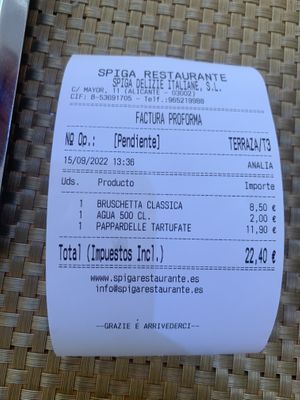 SPIGA RESTAURANTE
SPIGA DELIZIE ITALIANE, S.L.
C/ MAYOR, 11 (ALICANTE - 03002)
CIF: B-53691705 - Telf.:965219988
FACTURA PROFORMA
Nº Op.: [Pendiente] TERRAZA/T3
15/09/2022 13:36 ANALIA
Uds. Producto Importe
1 BRUSCHETTA CLASSICA 8,50 €
1 AGUA 500 CL. 2,00 €
1 PAPPARDELLE TARTUFATE 11,90 €
Total (Impuestos Incl.) 22,40 €
www.spigarestaurante.es
info@spigarestaurante.es
--GRAZIE E ARRIVEDERCI--